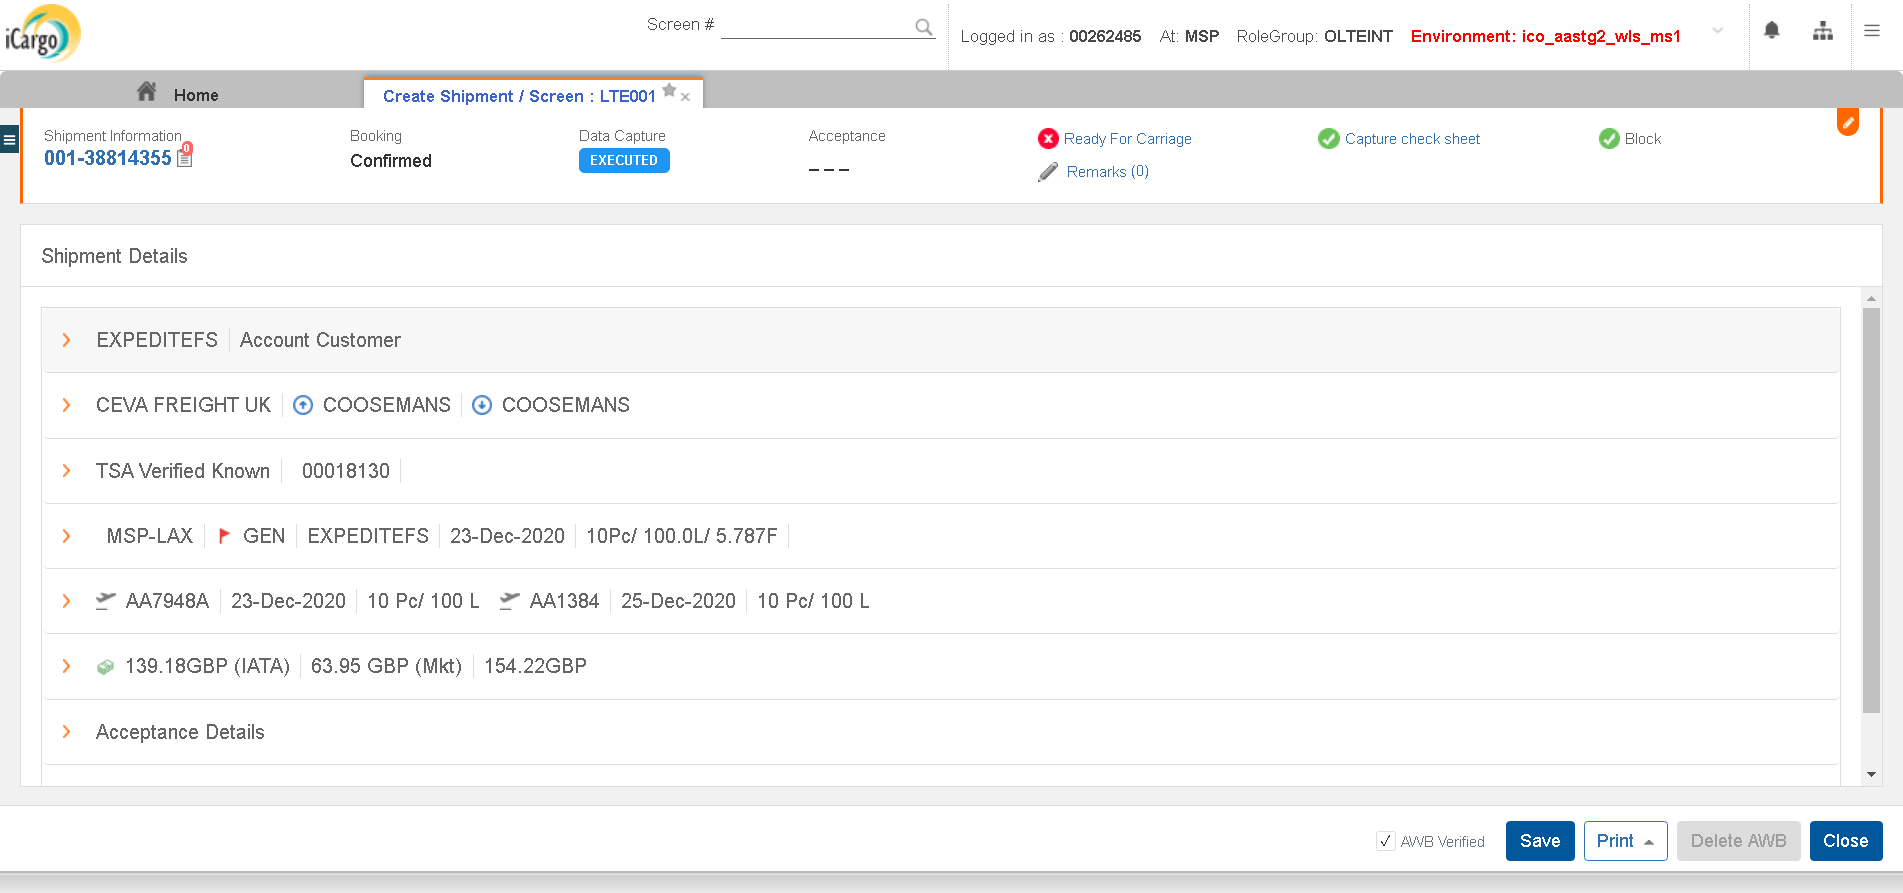 iCargo
Screen #
Logged in as : 00262485 At: MSP RoleGroup: OLTEINT Environment: ico_aastg2_wls_ms1
Home
Create Shipment / Screen : LTE001 ×
Shipment Information
001-38814355 0
Booking
Confirmed
Data Capture
EXECUTED
Acceptance
– – –
Ready For Carriage
Remarks (0)
Capture check sheet
Block
Shipment Details
EXPEDITEFS Account Customer
CEVA FREIGHT UK COOSEMANS COOSEMANS
TSA Verified Known 00018130
MSP-LAX GEN EXPEDITEFS 23-Dec-2020 10Pc/ 100.0L/ 5.787F
AA7948A 23-Dec-2020 10 Pc/ 100 L AA1384 25-Dec-2020 10 Pc/ 100 L
139.18GBP (IATA) 63.95 GBP (Mkt) 154.22GBP
Acceptance Details
AWB Verified Save Print Delete AWB Close